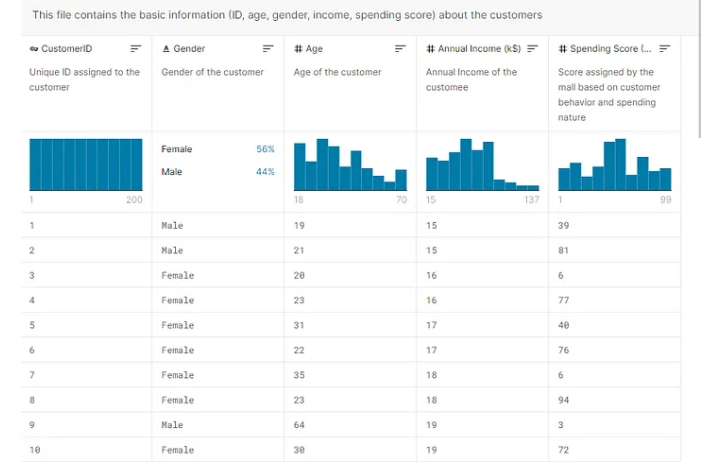 This file contains the basic information (ID, age, gender, income, spending score) about the customers
CustomerID Gender # Age # Annual Income (k$) # Spending Score (...
Unique ID assigned to the customer
Gender of the customer
Age of the customer
Annual Income of the customee
Score assigned by the mall based on customer behavior and spending nature
Female 56%
Male 44%
1 200 18 70 15 137 1 99
1 Male 19 15 39
2 Male 21 15 81
3 Female 20 16 6
4 Female 23 16 77
5 Female 31 17 40
6 Female 22 17 76
7 Female 35 18 6
8 Female 23 18 94
9 Male 64 19 3
10 Female 30 19 72